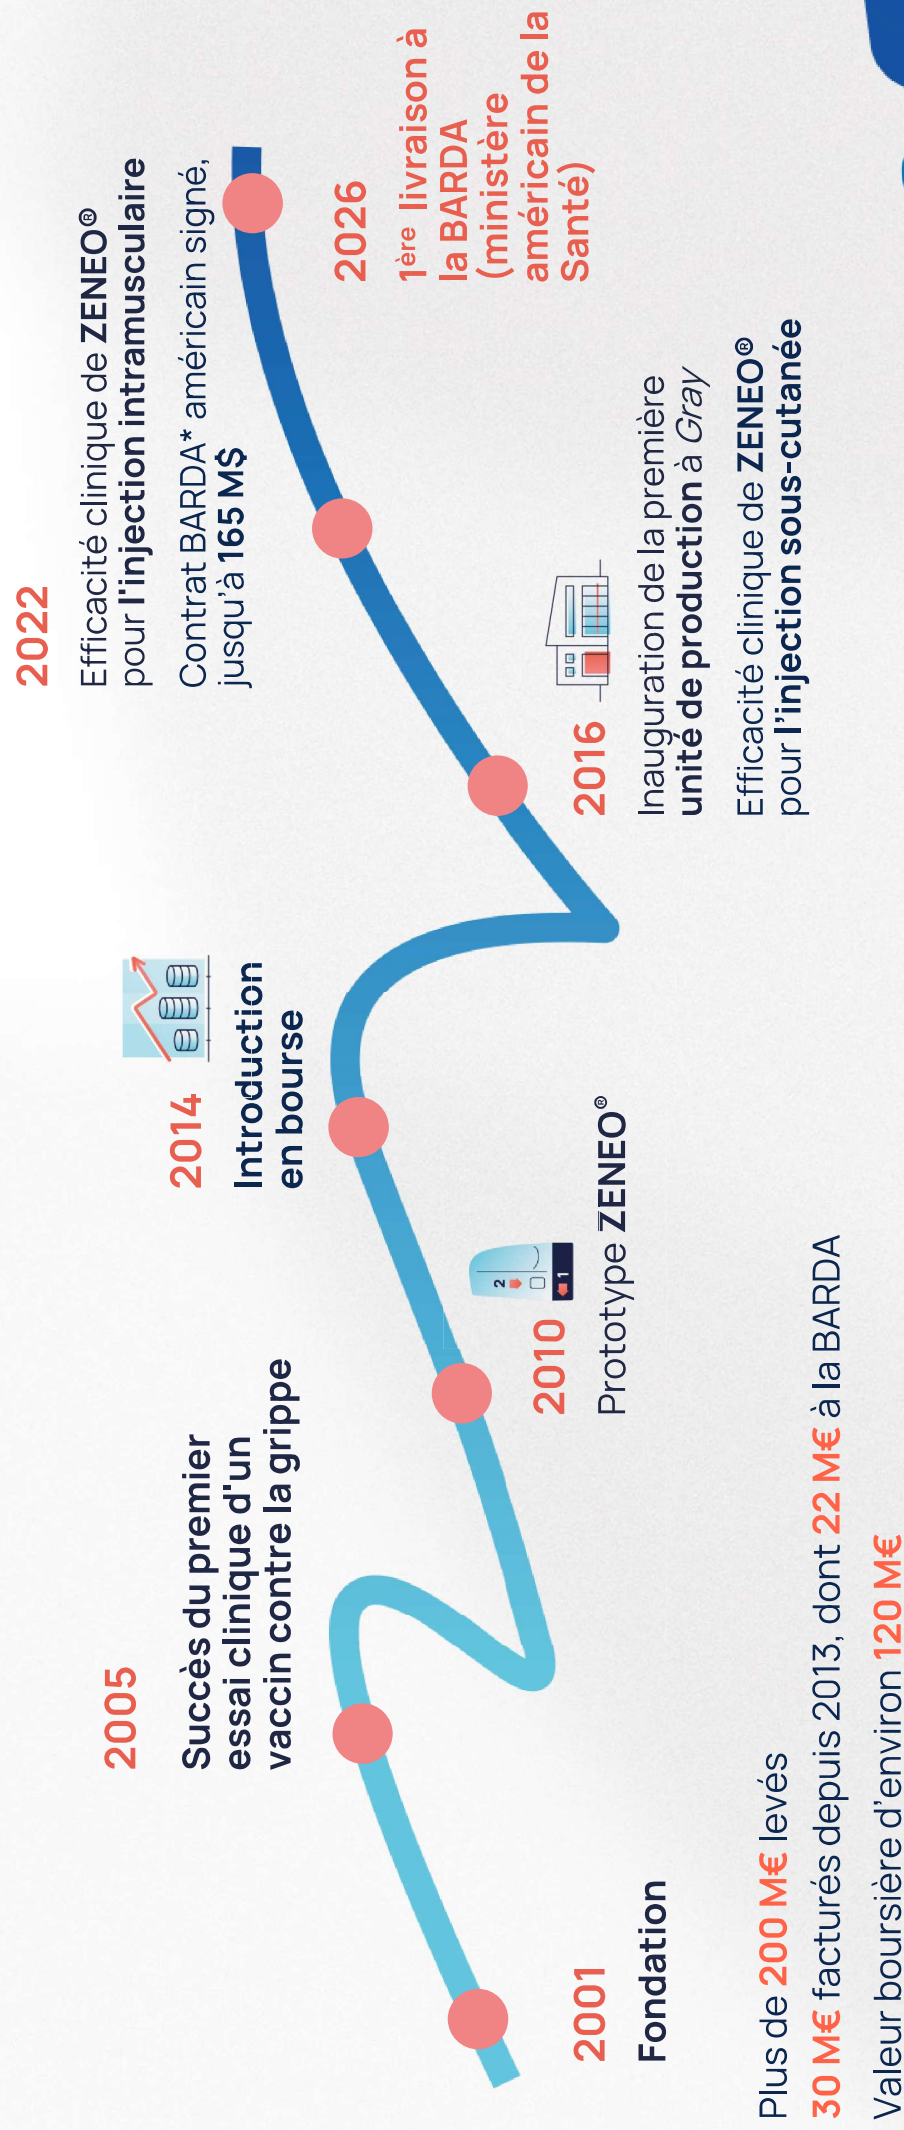 2001
Fondation
2005
Succès du premier
essai clinique d'un
vaccin contre la grippe
2010
2
1
Prototype ZENEO®
2014
Introduction
en bourse
2016
Inauguration de la première
unité de production à Gray
Efficacité clinique de ZENEO®
pour l'injection sous-cutanée
2022
Efficacité clinique de ZENEO®
pour l'injection intramusculaire
Contrat BARDA* américain signé,
jusqu'à 165 M$
2026
1ère livraison à
la BARDA
(ministère
américain de la
Santé)
Plus de 200 M€ levés
30 M€ facturés depuis 2013, dont 22 M€ à la BARDA
Valeur boursière d'environ 120 M€